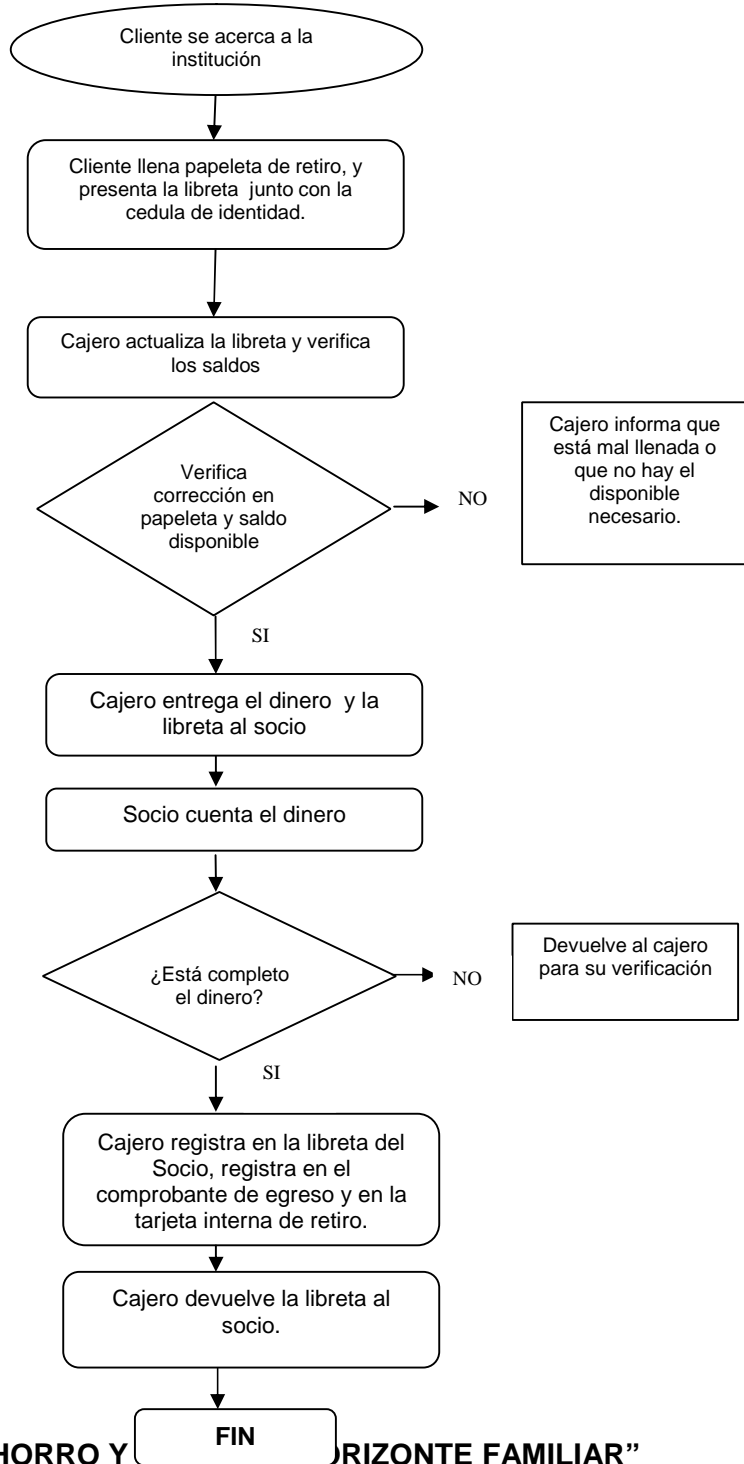 Cliente se acerca a la
institución
Cliente llena papeleta de retiro, y
presenta la libreta junto con la
cedula de identidad.
Cajero actualiza la libreta y verifica
los saldos
Verifica
corrección en
papeleta y saldo
disponible
NO
Cajero informa que
está mal llenada o
que no hay el
disponible
necesario.
SI
Cajero entrega el dinero y la
libreta al socio
Socio cuenta el dinero
¿Está completo
el dinero?
NO
Devuelve al cajero
para su verificación
SI
Cajero registra en la libreta del
Socio, registra en el
comprobante de egreso y en la
tarjeta interna de retiro.
Cajero devuelve la libreta al
socio.
FIN
HORRO Y RIZONTE FAMILIAR”